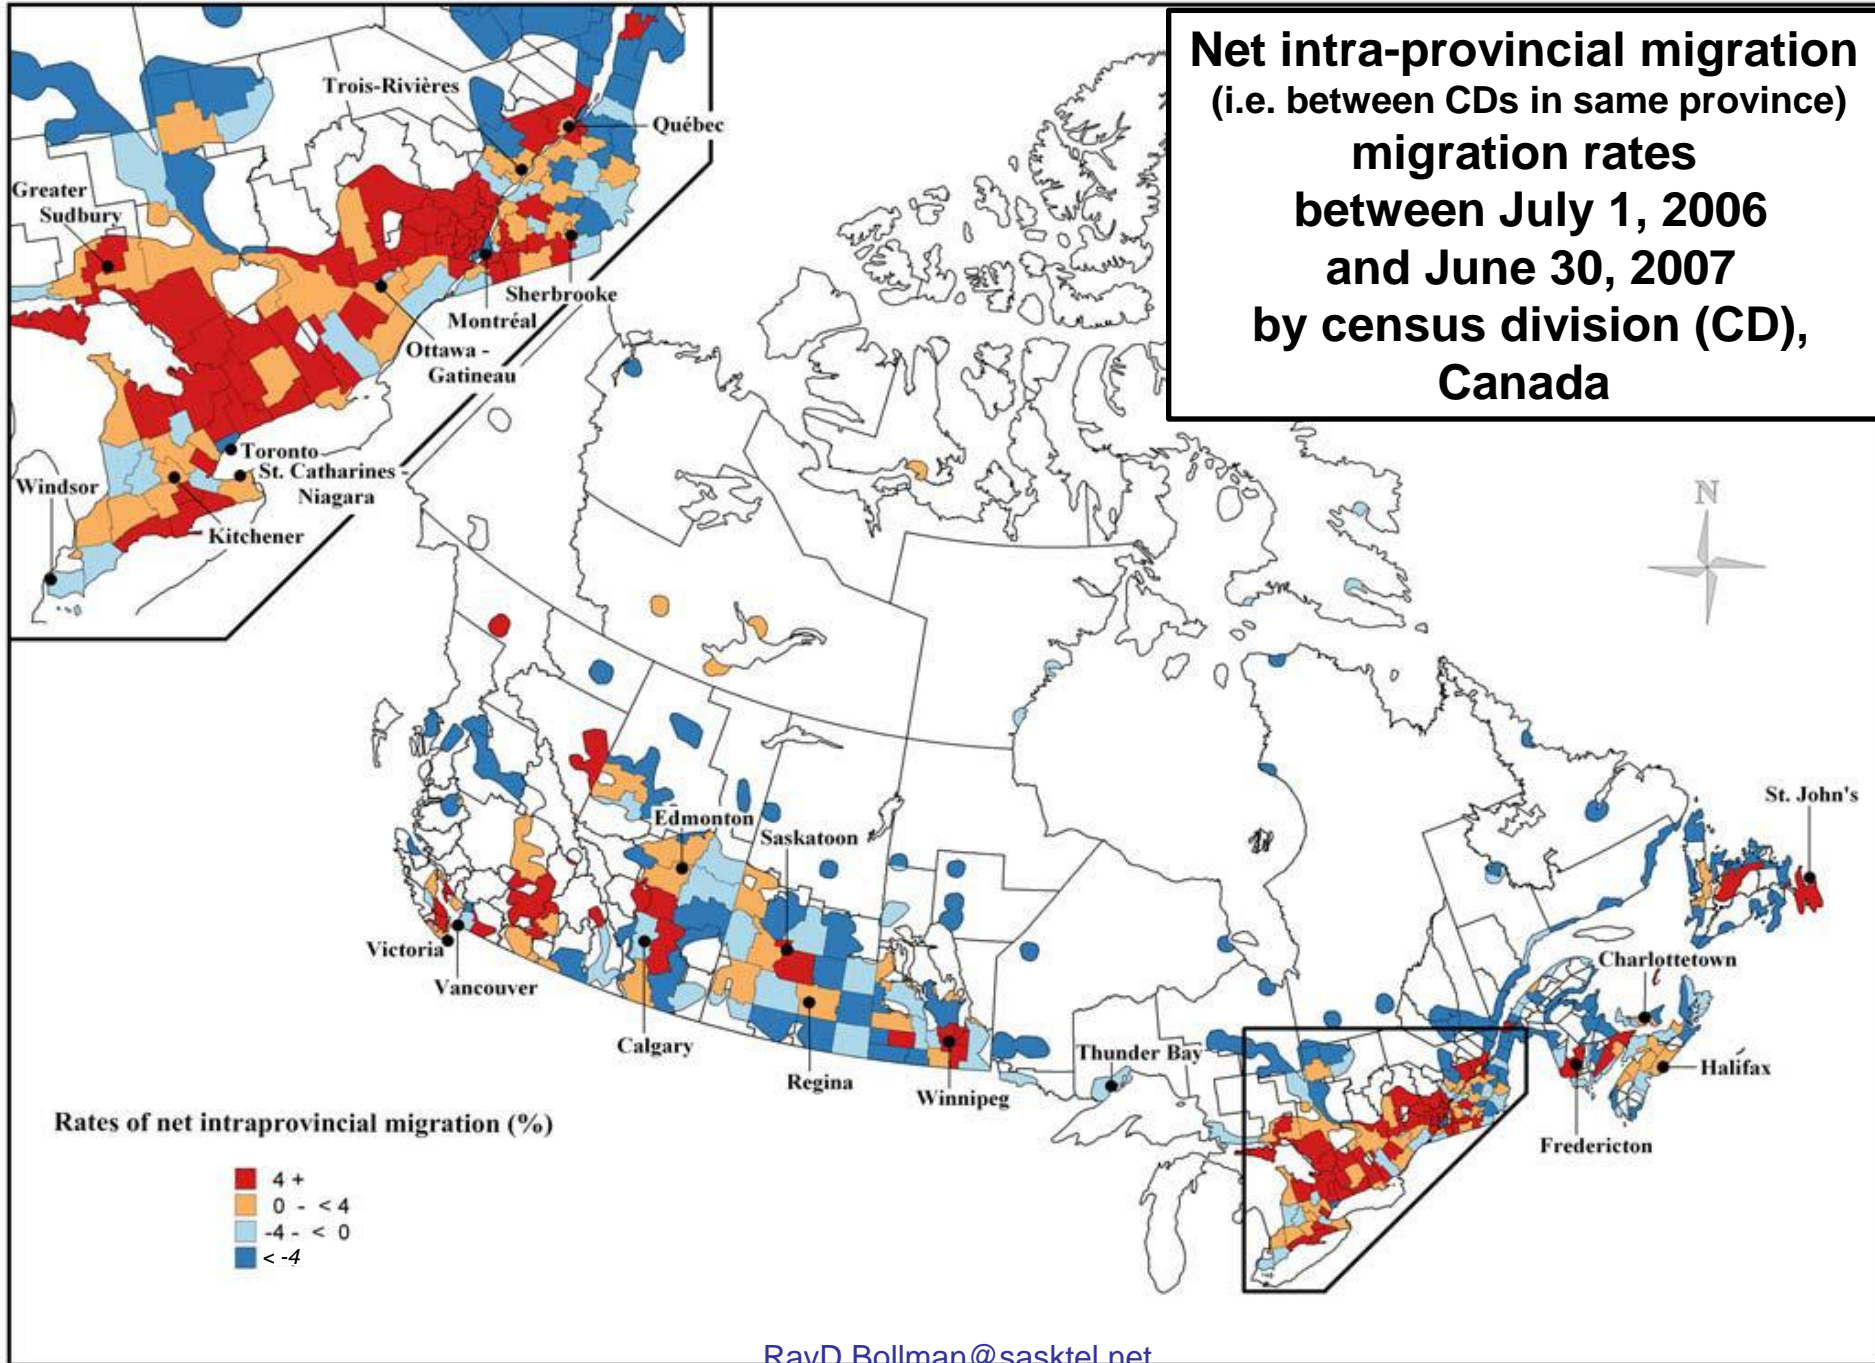 Net intra-provincial migration
(i.e. between CDs in same province)
migration rates
between July 1, 2006
and June 30, 2007
by census division (CD),
Canada
Trois-Rivières
Québec
Greater
Sudbury
Sherbrooke
Montréal
Ottawa -
Gatineau
Toronto
St. Catharines -
Niagara
Windsor
Kitchener
N
Edmonton
Saskatoon
St. John's
Victoria
Vancouver
Charlottetown
Calgary
Regina
Winnipeg
Thunder Bay
Halifax
Fredericton
Rates of net intraprovincial migration (%)
4 +
0 - < 4
-4 - < 0
< -4
RayD.Bollman@sasktel.net